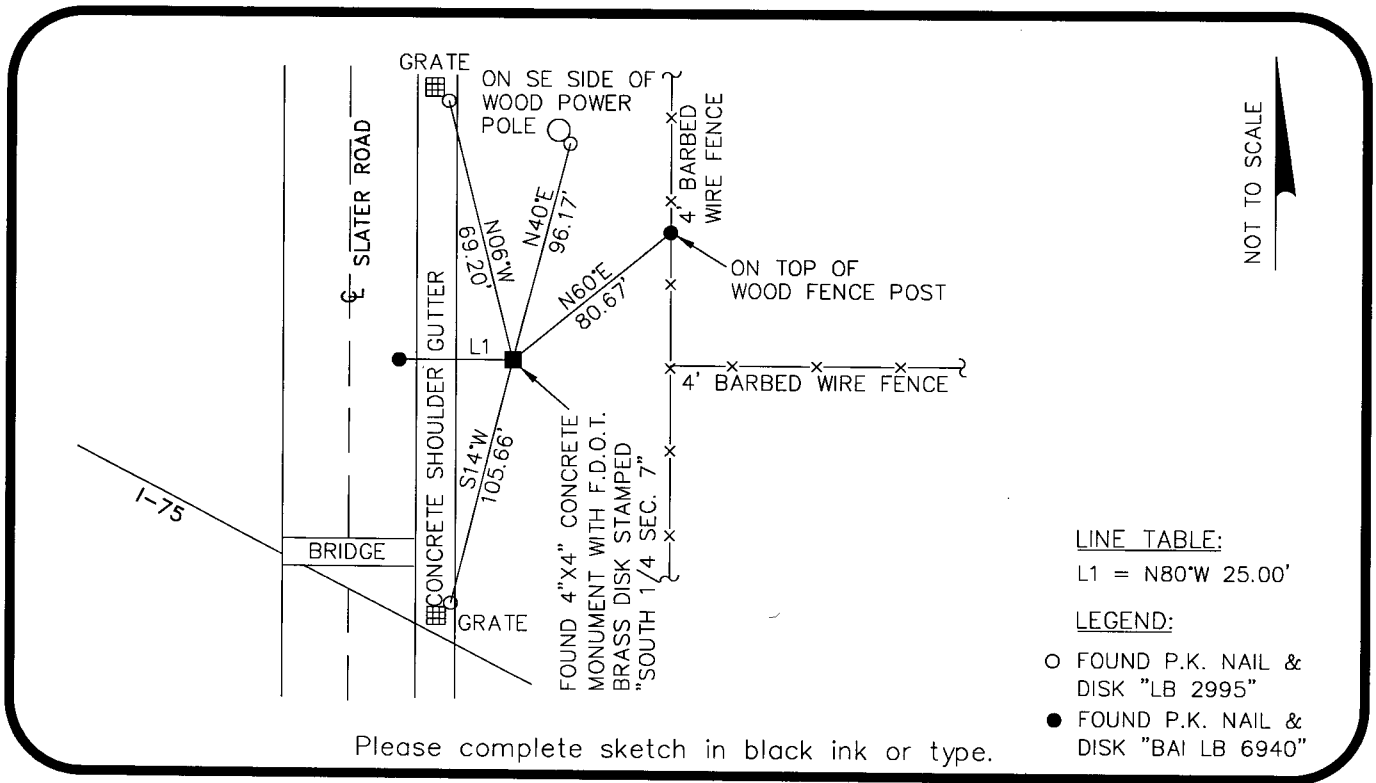 GRATE
ON SE SIDE OF
WOOD POWER
POLE
4' BARBED
WIRE FENCE
NOT TO SCALE
℄ SLATER ROAD
N06°W
69.20'
N40°E
96.17'
N60°E
80.67'
ON TOP OF
WOOD FENCE POST
CONCRETE SHOULDER GUTTER
L1
4' BARBED WIRE FENCE
S14°W
105.66'
FOUND 4"X4" CONCRETE
MONUMENT WITH F.D.O.T.
BRASS DISK STAMPED
"SOUTH 1/4 SEC. 7"
I-75
BRIDGE
GRATE
LINE TABLE:
L1 = N80°W 25.00'
LEGEND:
FOUND P.K. NAIL &
DISK "LB 2995"
FOUND P.K. NAIL &
DISK "BAI LB 6940"
Please complete sketch in black ink or type.